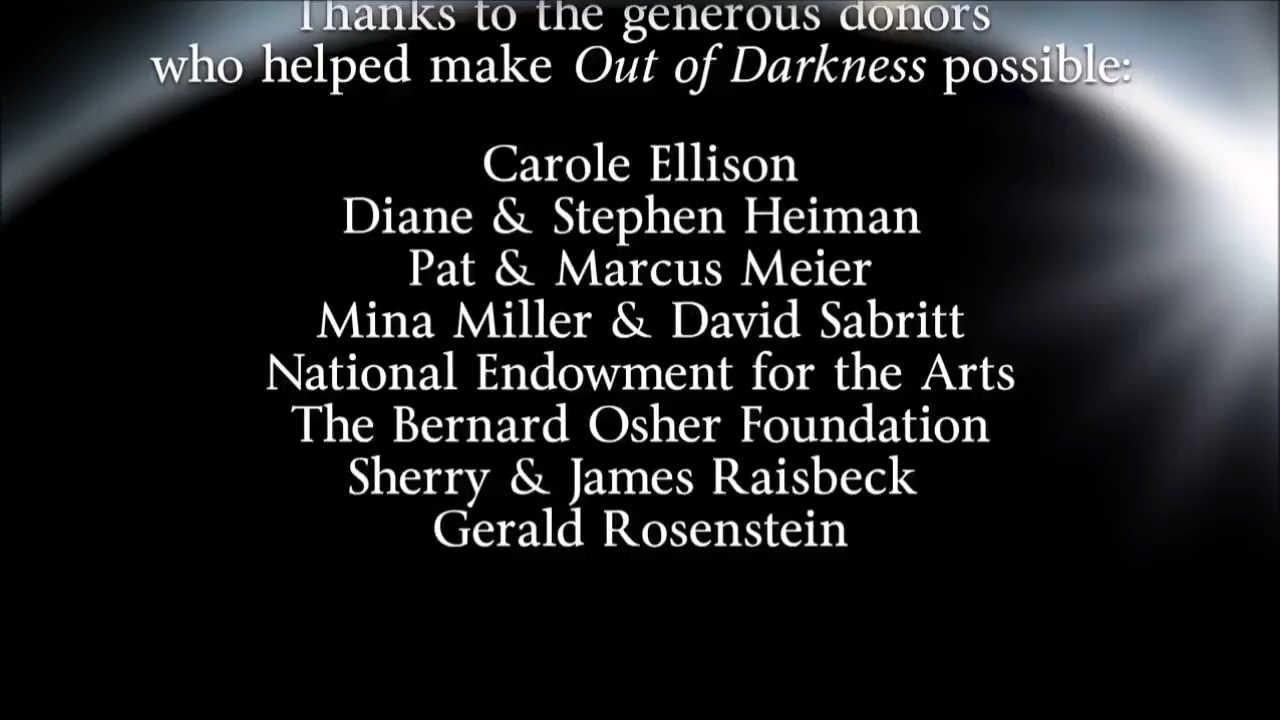 Thanks to the generous donors
who helped make Out of Darkness possible:
Carole Ellison
Diane & Stephen Heiman
Pat & Marcus Meier
Mina Miller & David Sabritt
National Endowment for the Arts
The Bernard Osher Foundation
Sherry & James Raisbeck
Gerald Rosenstein